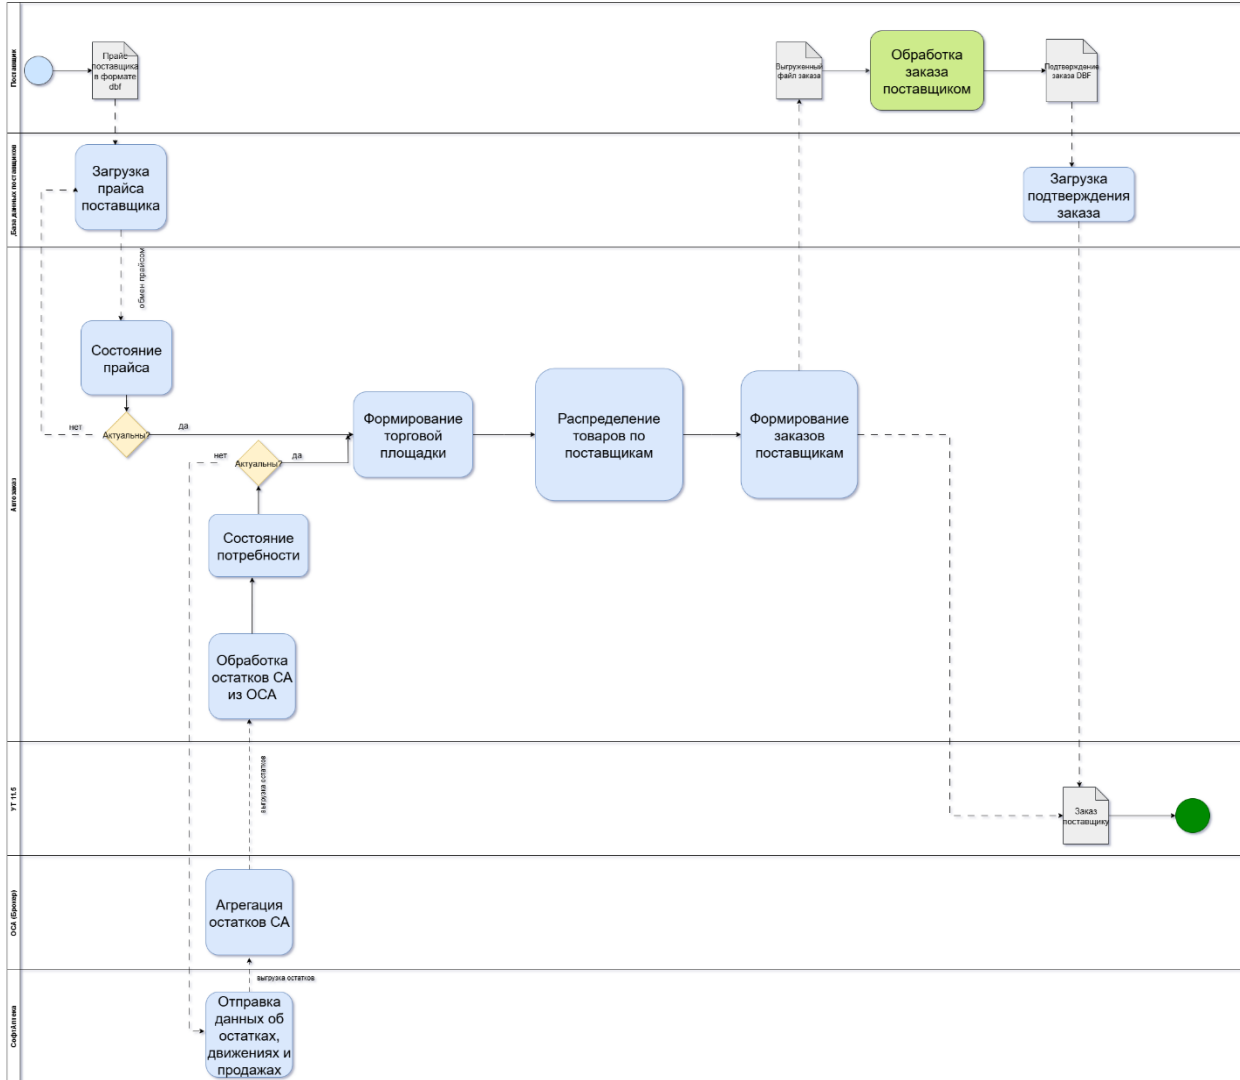 Поставщик
Прайс
поставщика
в формате
dbf
Выгруженный
файл заказа
Обработка
заказа
поставщиком
Подтверждение
заказа DBF
База данных поставщиков
Загрузка
прайса
поставщика
Загрузка
подтверждения
заказа
обмен прайсом
Автозаказ
Состояние
прайса
Актуальны?
нет
да
Формирование
торговой
площадки
Распределение
товаров по
поставщикам
Формирование
заказов
поставщикам
Актуальны?
нет
да
Состояние
потребности
Обработка
остатков СА
из ОСА
УТ 11.5
выгрузка остатков
Заказ
поставщику
ОСА (Брокер)
Агрегация
остатков СА
выгрузка остатков
СофтАптека
Отправка
данных об
остатках,
движениях и
продажах